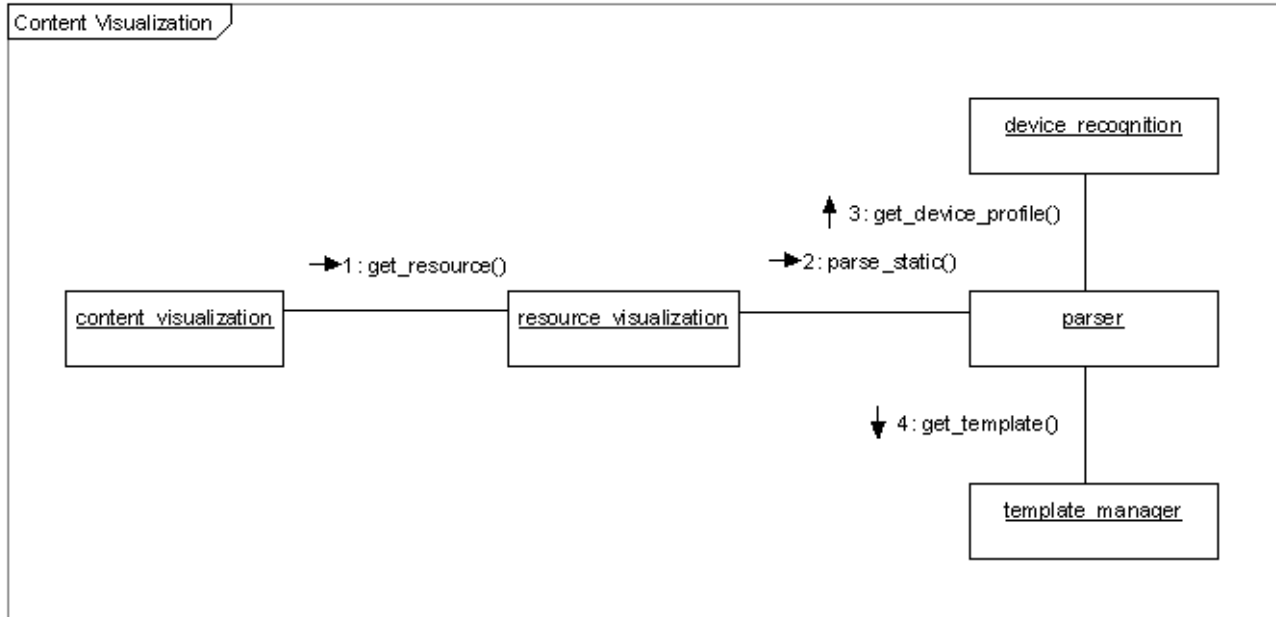 Content Visualization
device_recognition
3: get_device_profile()
1: get_resource()
2: parse_static()
content_visualization
resource_visualization
parser
4: get_template()
template_manager